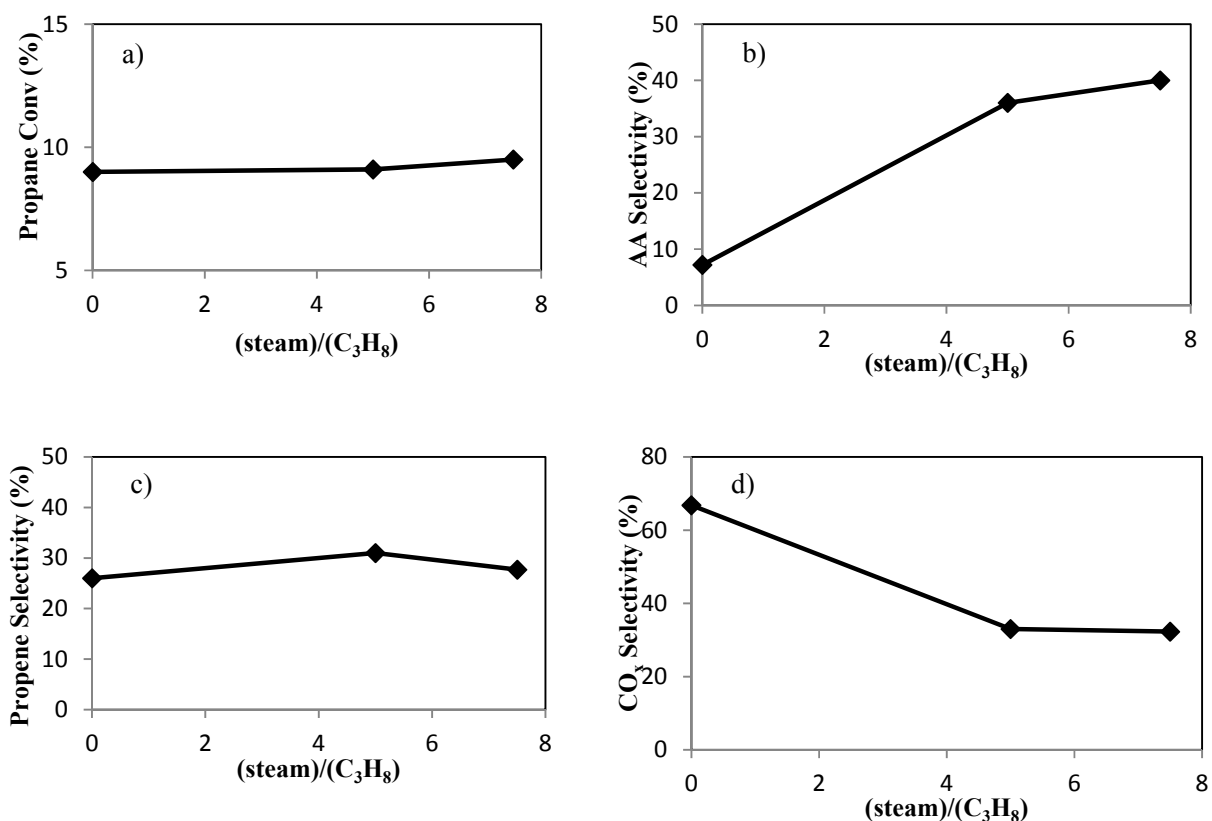 Propane Conv (%)
15
10
5
a)
0 2 4 6 8
(steam)/(C₃H₈)
AA Selectivity (%)
50
40
30
20
10
0
b)
0 2 4 6 8
(steam)/(C₃H₈)
Propene Selectivity (%)
50
40
30
20
10
0
c)
0 2 4 6 8
(steam)/(C₃H₈)
COₓ Selectivity (%)
80
60
40
20
0
d)
0 2 4 6 8
(steam)/(C₃H₈)